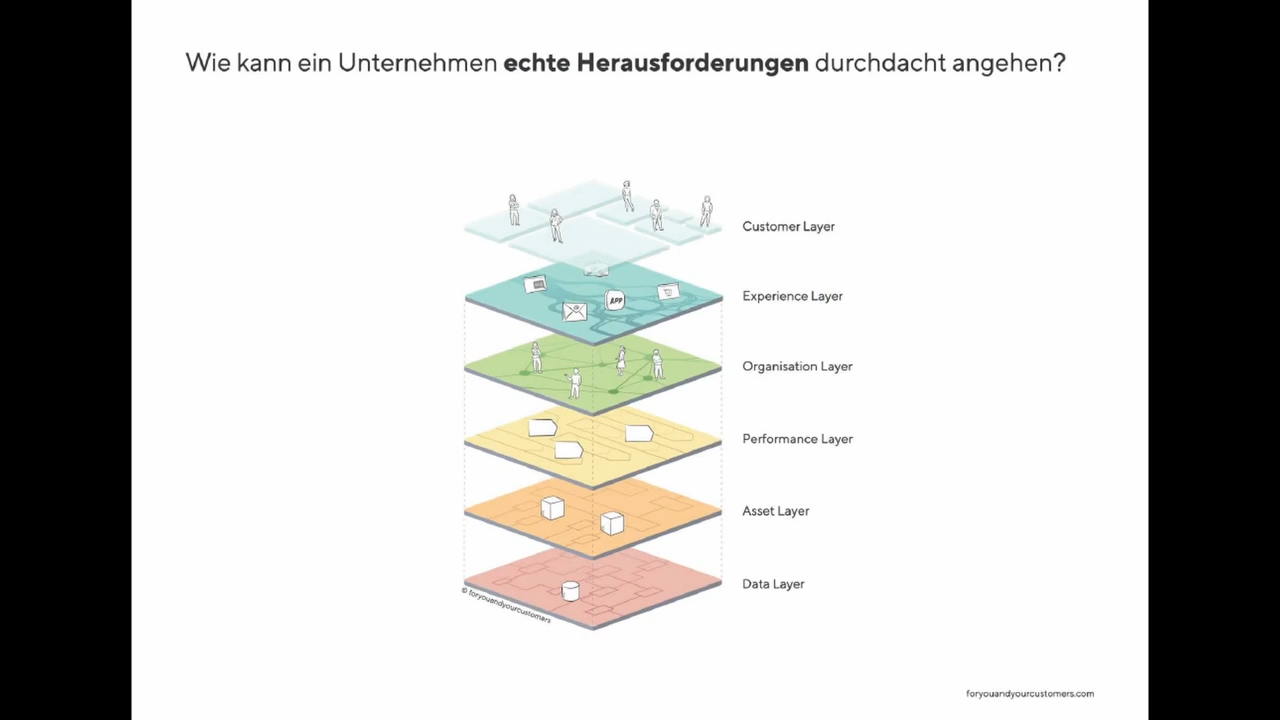 Wie kann ein Unternehmen echte Herausforderungen durchdacht angehen?
Customer Layer
Experience Layer
APP
Organisation Layer
Performance Layer
Asset Layer
Data Layer
© foryouandyourcustomers
foryouandyourcustomers.com